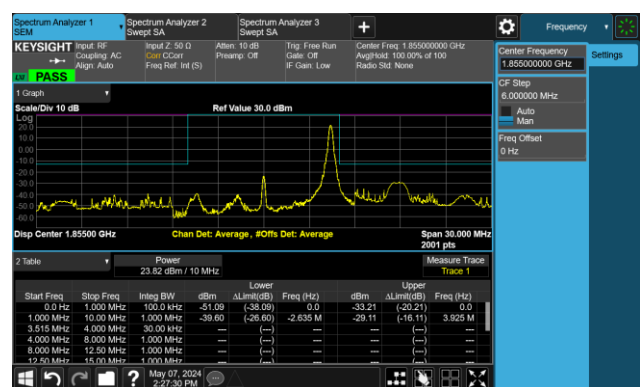 Spectrum Analyzer 1
SEM
Spectrum Analyzer 2
Swept SA
Spectrum Analyzer 3
Swept SA
Frequency
KEYSIGHT
Input: RF
Coupling: AC
Align: Auto
Input Z: 50 Ω
Corr CCorr
Freq Ref: Int (S)
Atten: 10 dB
Preamp: Off
Trig: Free Run
Gate: Off
IF Gain: Low
Center Freq: 1.855000000 GHz
Avg|Hold: 100.00% of 100
Radio Std: None
PASS
Center Frequency
1.855000000 GHz
Settings
CF Step
6.000000 MHz
Auto
Man
Freq Offset
0 Hz
1 Graph
Scale/Div 10 dB
Ref Value 30.0 dBm
Log
20.0
10.0
0.00
-10.0
-20.0
-30.0
-40.0
-50.0
-60.0
Disp Center 1.85500 GHz
Chan Det: Average, #Offs Det: Average
Span 30.000 MHz
2001 pts
2 Table
Power
23.82 dBm / 10 MHz
Measure Trace
Trace 1
Lower Upper
Start Freq Stop Freq Integ BW dBm ΔLimit(dB) Freq (Hz) dBm ΔLimit(dB) Freq (Hz)
0.0 Hz 1.000 MHz 100.0 kHz -51.09 (-38.09) 0.0 -33.21 (-20.21) 0.0
1.000 MHz 10.00 MHz 1.000 MHz -39.60 (-26.60) -2.635 M -29.11 (-16.11) 3.925 M
3.515 MHz 4.000 MHz 30.00 kHz --- (---) --- --- (---) ---
4.000 MHz 8.000 MHz 1.000 MHz --- (---) --- --- (---) ---
8.000 MHz 12.50 MHz 1.000 MHz --- (---) --- --- (---) ---
12.50 MHz 15.00 MHz 1.000 MHz --- (---) --- --- (---) ---
May 07, 2024
2:27:30 PM